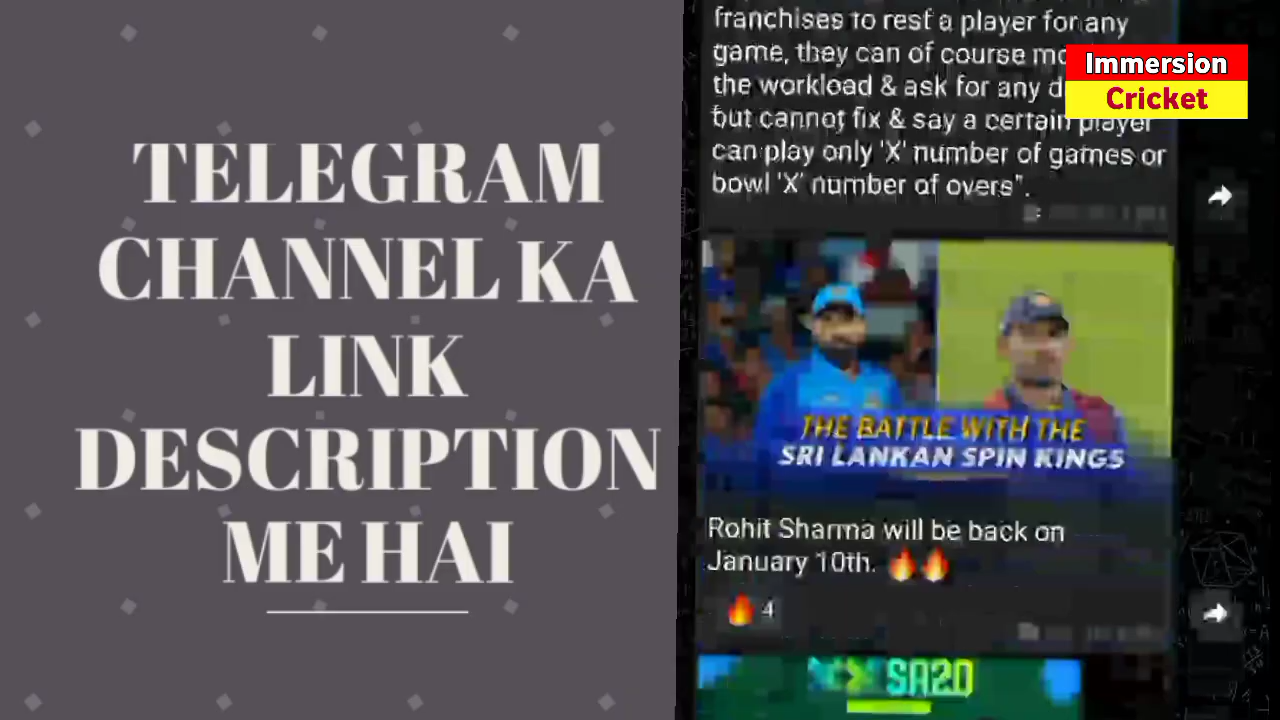 TELEGRAM
CHANNEL KA
LINK
DESCRIPTION
ME HAI
franchises to rest a player for any
game, they can of course mo
the workload & ask for any d
but cannot fix & say a certain player
can play only 'X' number of games or
bowl 'X' number of overs".
Immersion
Cricket
THE BATTLE WITH THE
SRI LANKAN SPIN KINGS
Rohit Sharma will be back on
January 10th. 🔥🔥
🔥 4
SA20